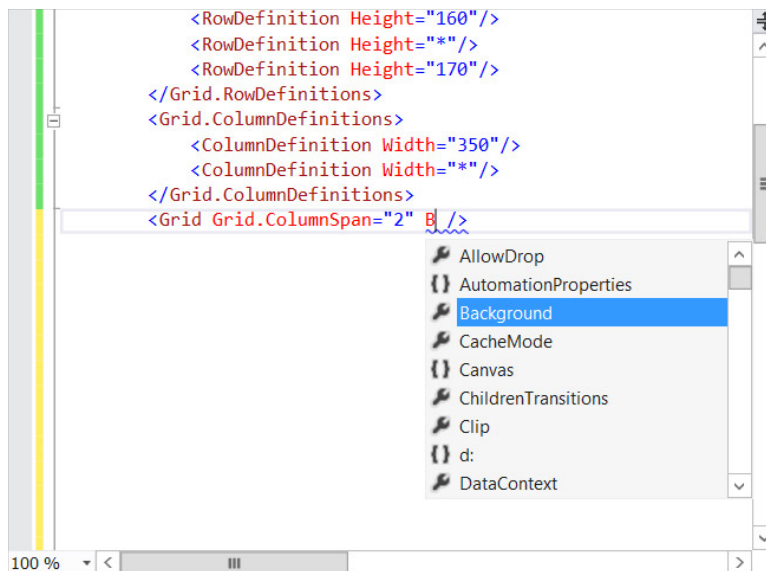 <RowDefinition Height="160"/>
<RowDefinition Height="*"/>
<RowDefinition Height="170"/>
</Grid.RowDefinitions>
<Grid.ColumnDefinitions>
<ColumnDefinition Width="350"/>
<ColumnDefinition Width="*"/>
</Grid.ColumnDefinitions>
<Grid Grid.ColumnSpan="2" B />
AllowDrop
{} AutomationProperties
Background
CacheMode
{} Canvas
ChildrenTransitions
Clip
{} d:
DataContext
100 %